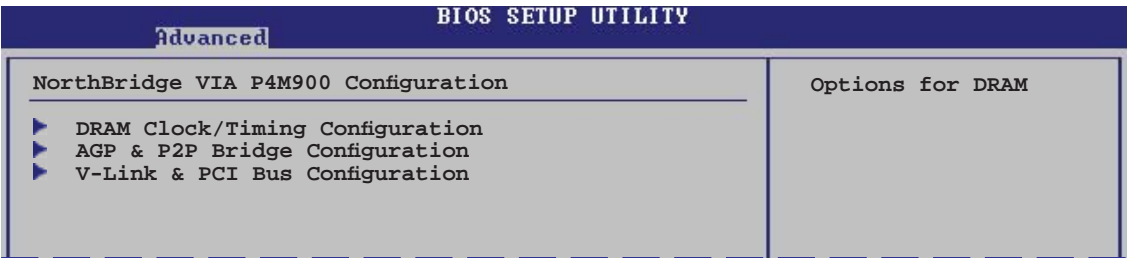 BIOS SETUP UTILITY
Advanced
NorthBridge VIA P4M900 Configuration
Options for DRAM
DRAM Clock/Timing Configuration
AGP & P2P Bridge Configuration
V-Link & PCI Bus Configuration